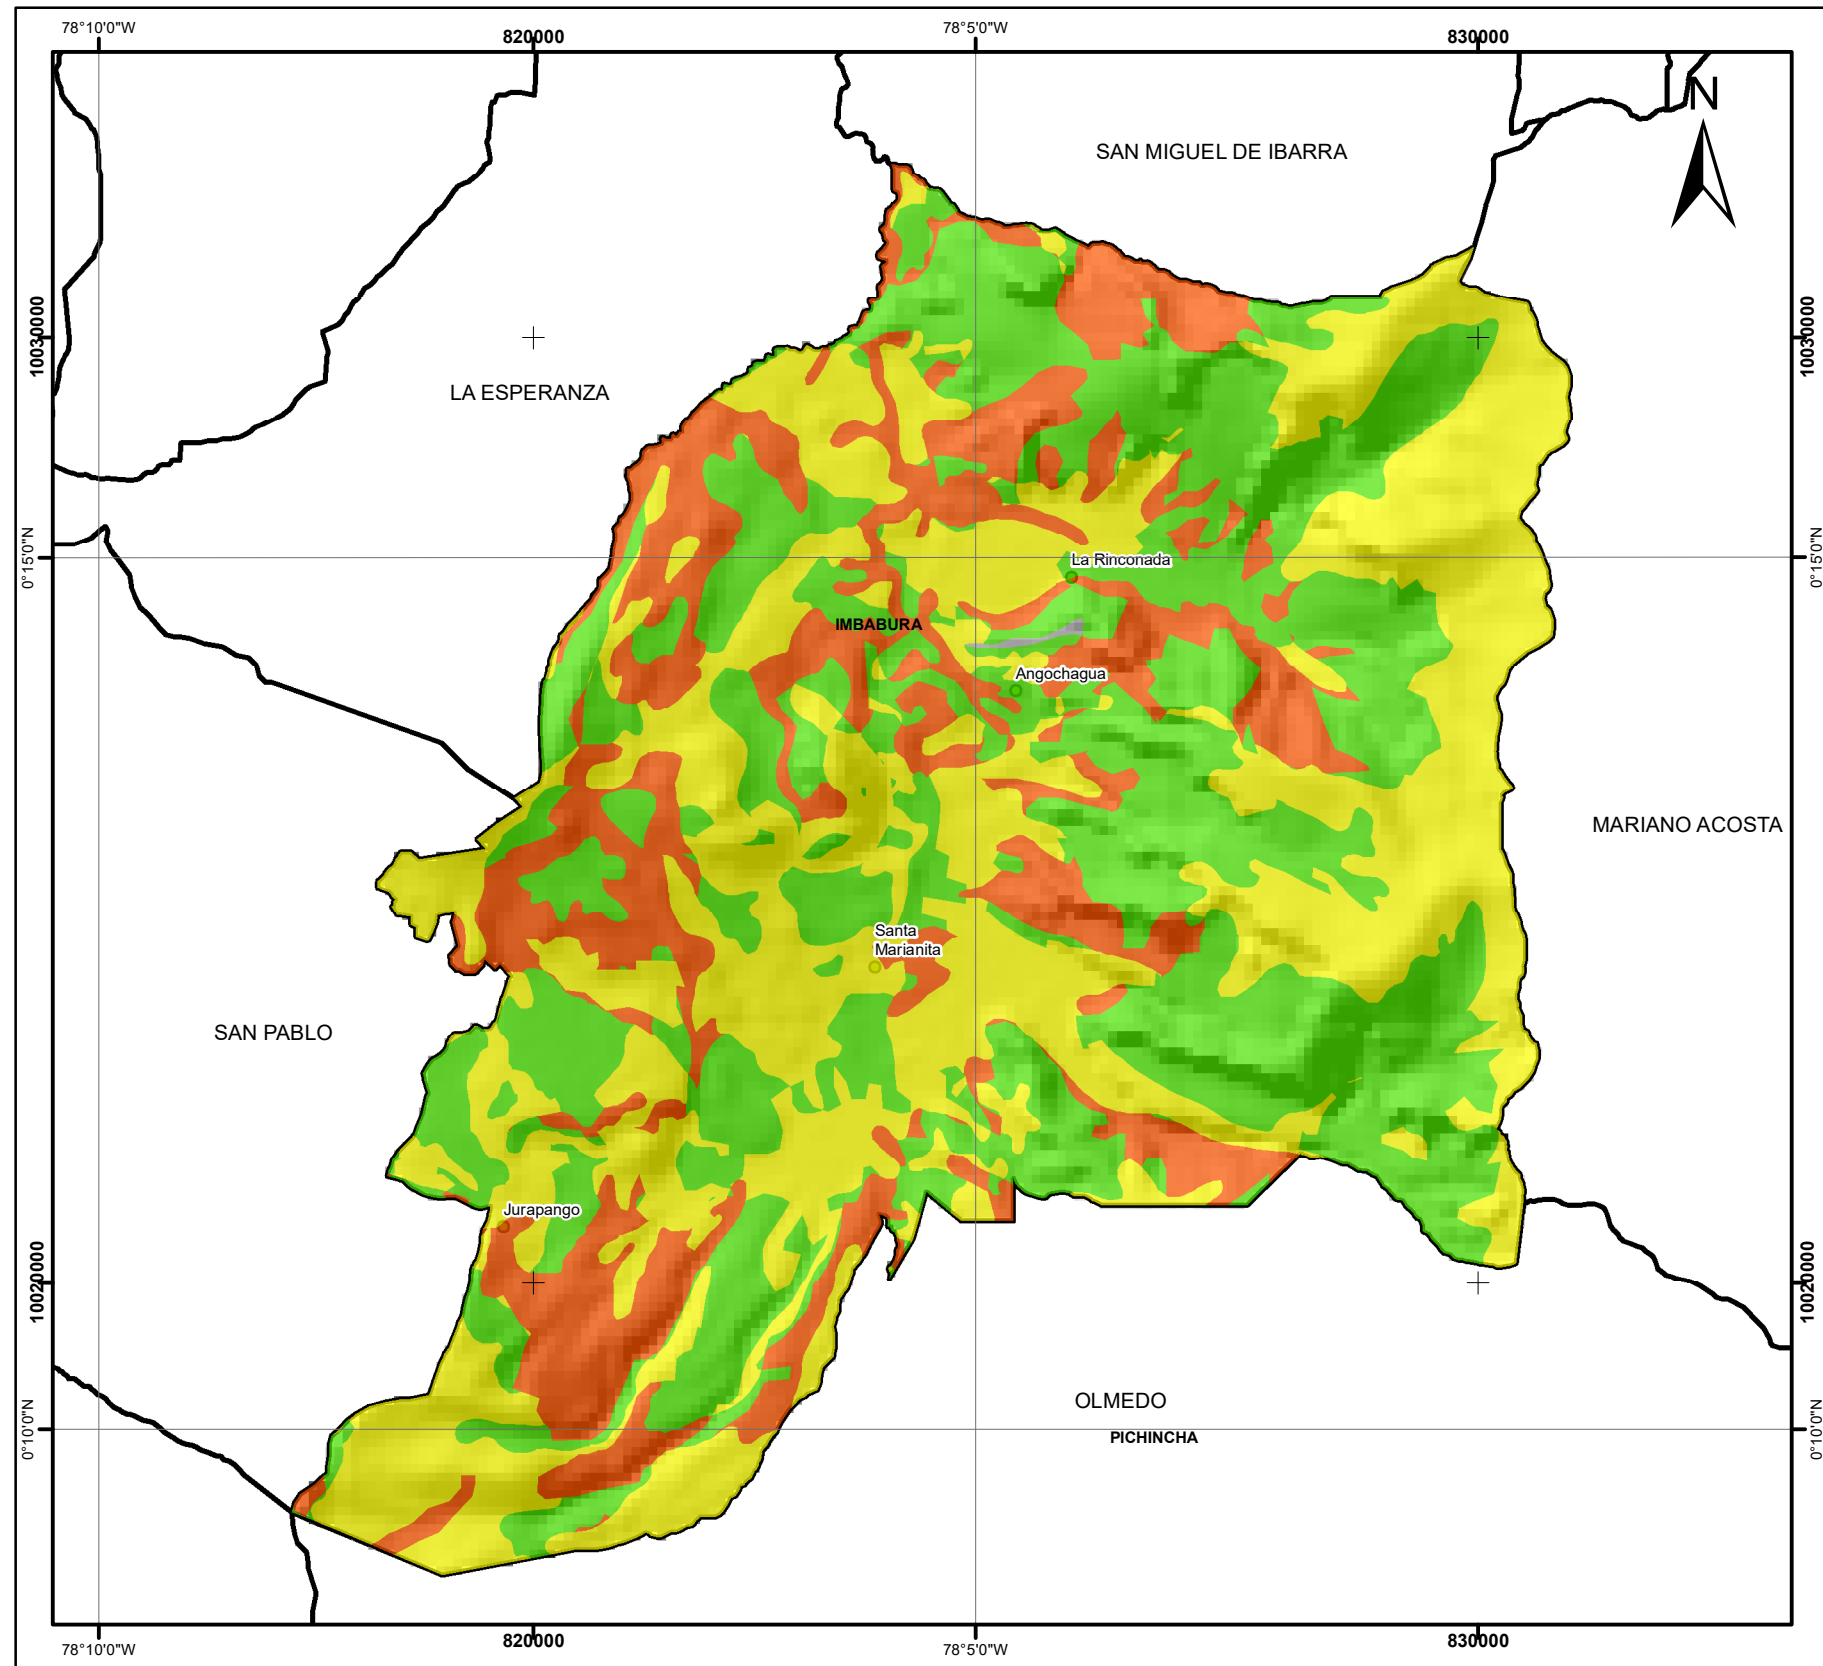 78°10'0"W
78°5'0"W
820000
830000
N
SAN MIGUEL DE IBARRA
10030000
10030000
LA ESPERANZA
0°15'0"N
0°15'0"N
La Rinconada
IMBABURA
Angochagua
MARIANO ACOSTA
Santa
Marianita
SAN PABLO
Jurapango
10020000
10020000
OLMEDO
PICHINCHA
0°10'0"N
0°10'0"N
820000
830000
78°10'0"W
78°5'0"W